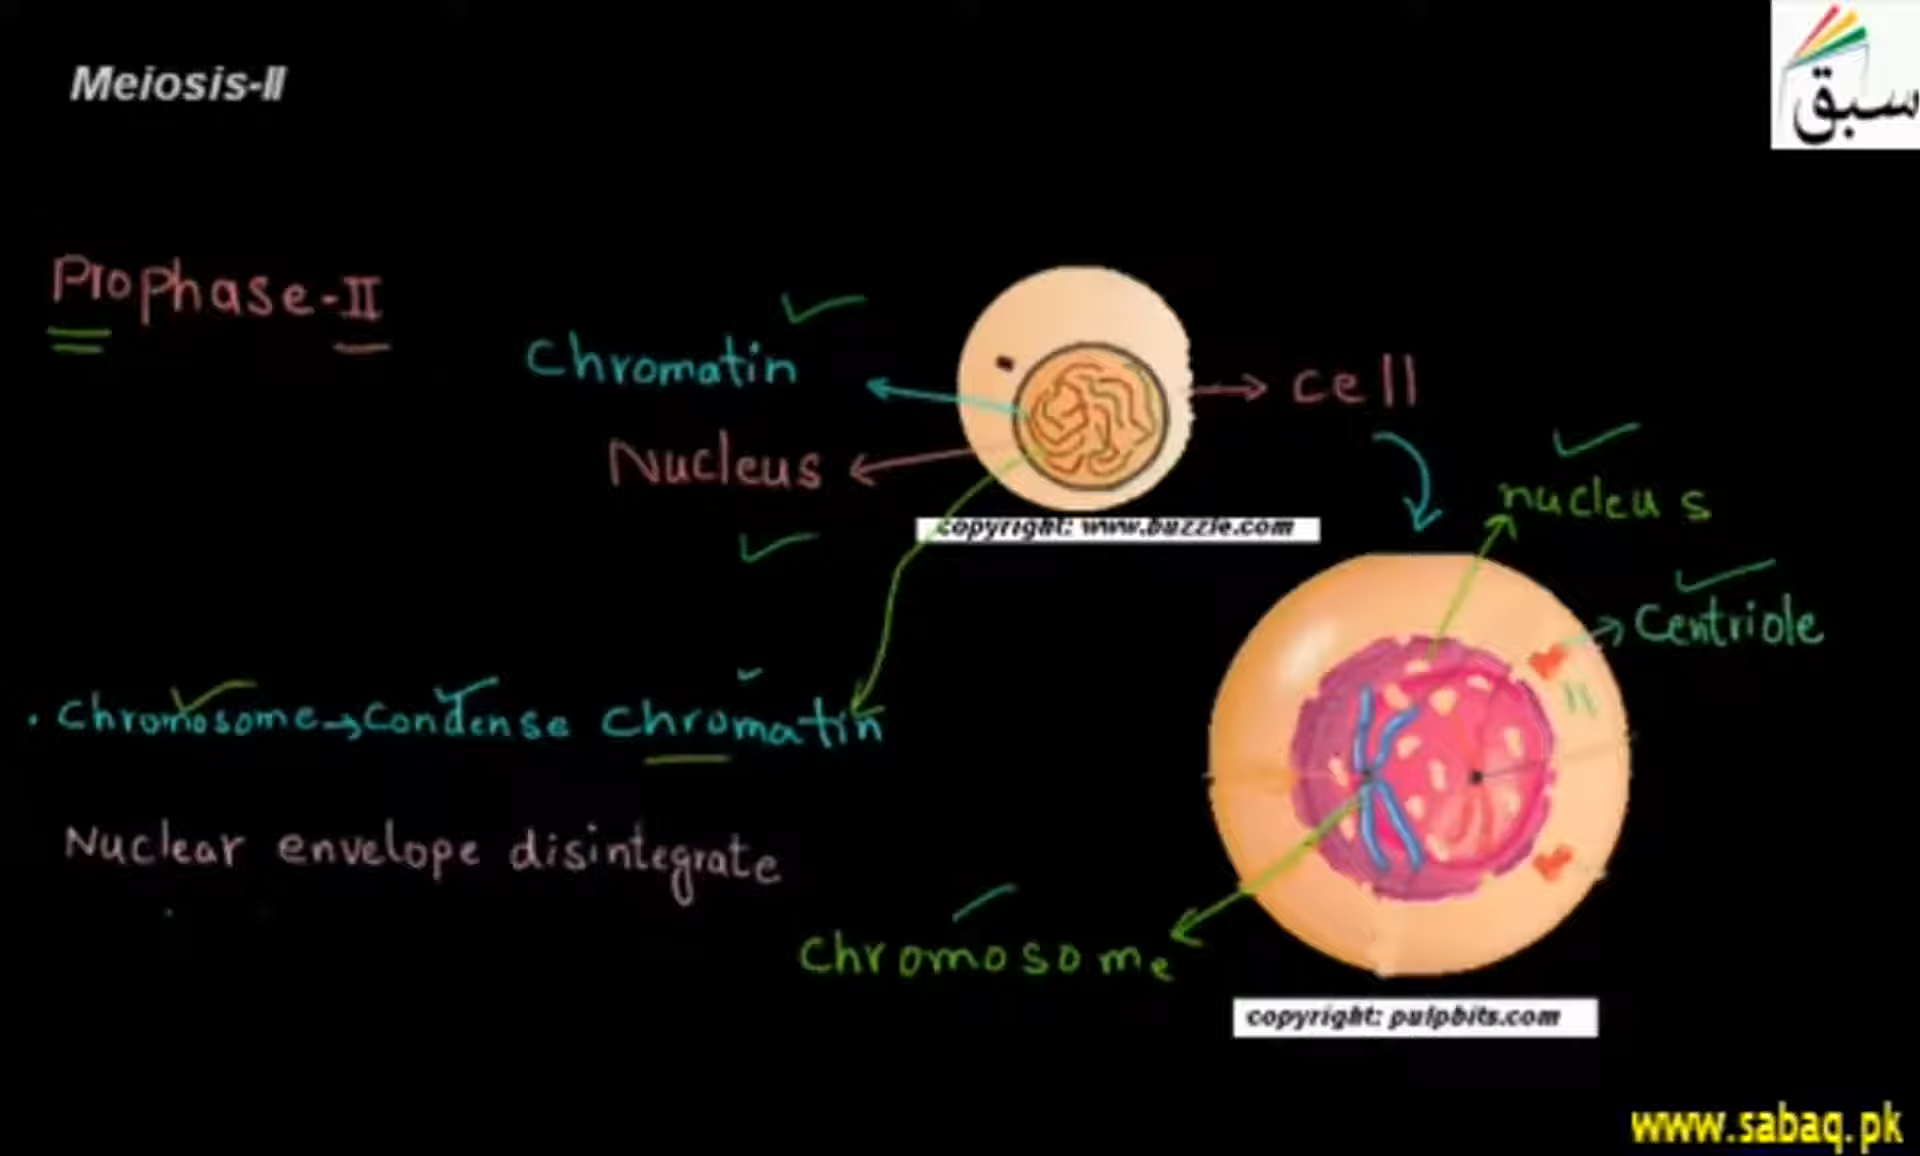 Meiosis-II
سبق
Prophase-II
Chromatin
cell
Nucleus
nucleus
copyright: www.buzzle.com
Centriole
. Chromosome→Condense Chromatin
Nuclear envelope disintegrate
Chromosome
copyright: pulpbits.com
www.sabaq.pk